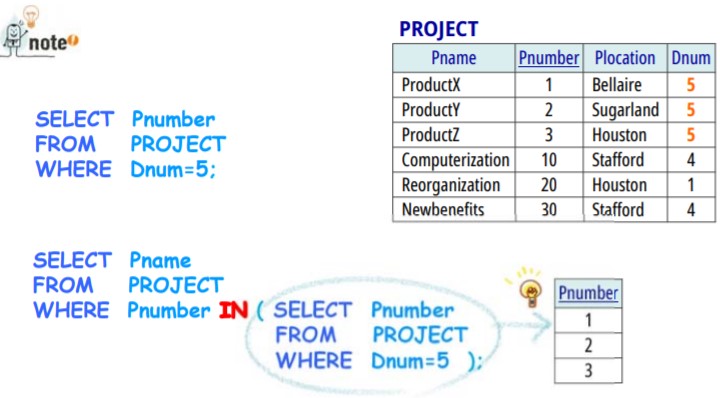 note
PROJECT
Pname Pnumber Plocation Dnum
ProductX 1 Bellaire 5
ProductY 2 Sugarland 5
ProductZ 3 Houston 5
Computerization 10 Stafford 4
Reorganization 20 Houston 1
Newbenefits 30 Stafford 4
SELECT Pnumber
FROM PROJECT
WHERE Dnum=5;
SELECT Pname
FROM PROJECT
WHERE Pnumber IN ( SELECT Pnumber
FROM PROJECT
WHERE Dnum=5 );
Pnumber
1
2
3